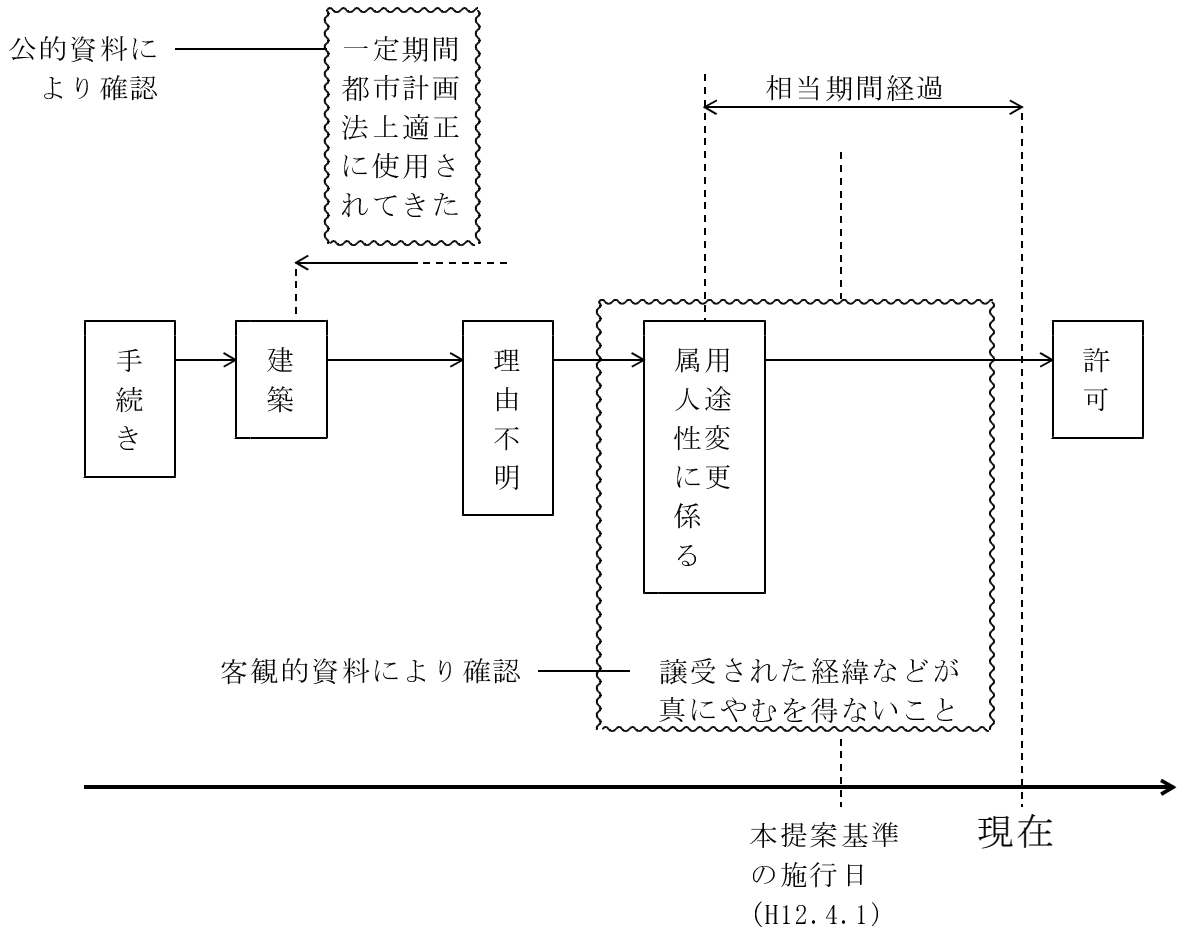 公的資料に
より確認
一定期間
都市計画
法上適正
に使用さ
れてきた
相当期間経過
手続き
建築
理由不明
用途変更
属人性に係る
許可
客観的資料により確認
譲受された経緯などが
真にやむを得ないこと
本提案基準
の施行日
(H12.4.1)
現在